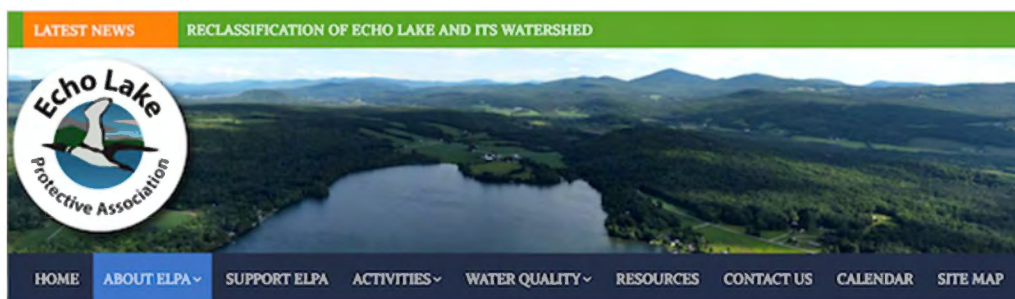 LATEST NEWS RECLASSIFICATION OF ECHO LAKE AND ITS WATERSHED
Echo Lake
Protective Association
HOME ABOUT ELPA SUPPORT ELPA ACTIVITIES WATER QUALITY RESOURCES CONTACT US CALENDAR SITE MAP